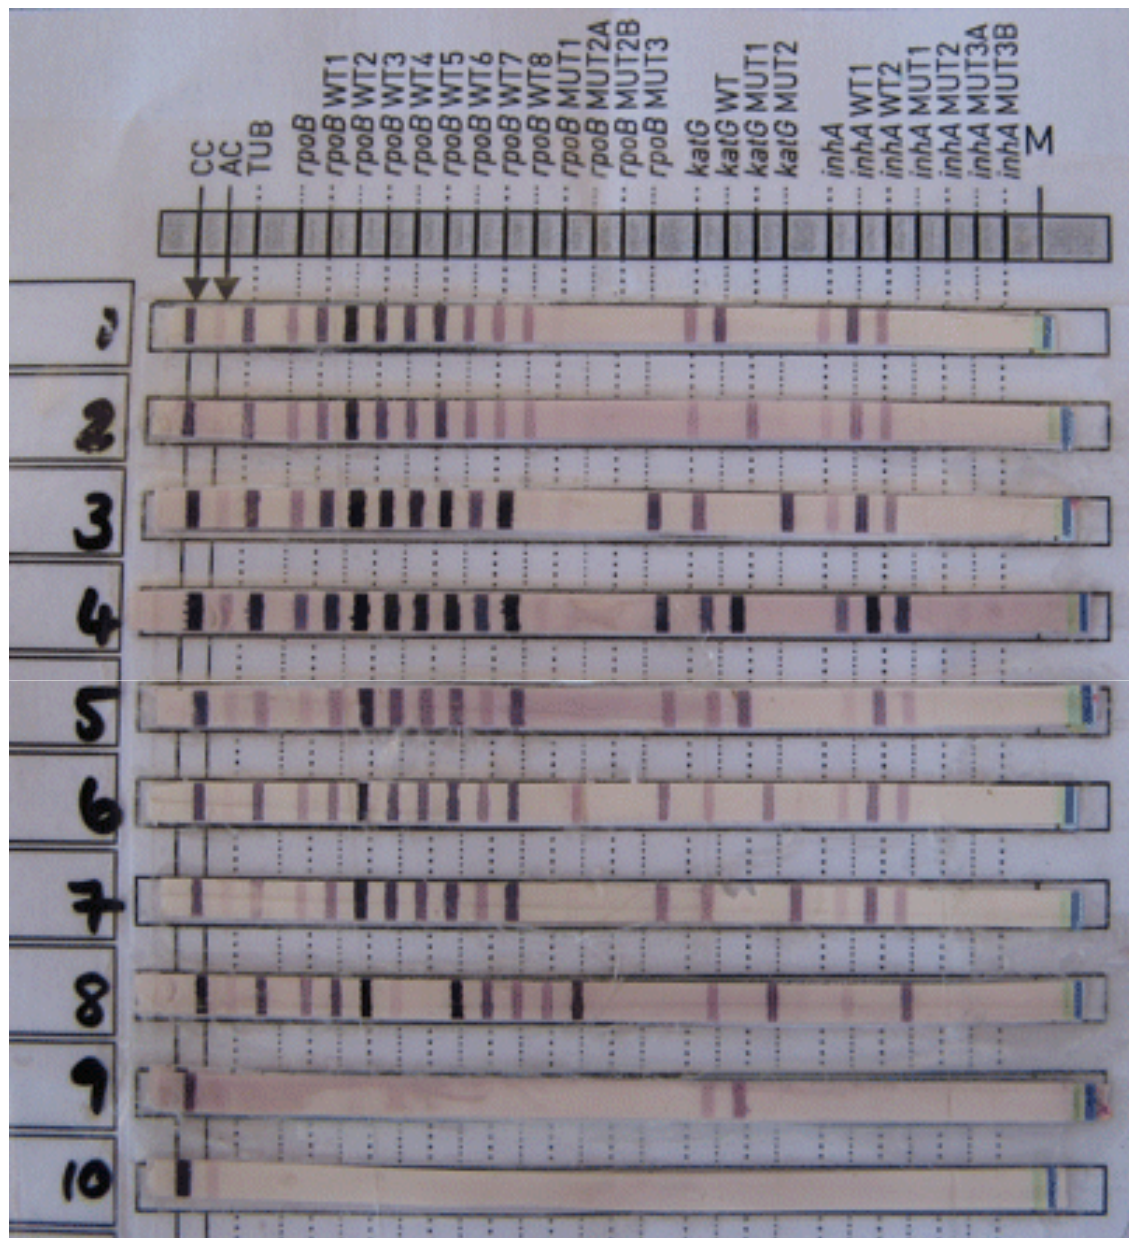 CC
AC
TUB
rpoB
rpoB WT1
rpoB WT2
rpoB WT3
rpoB WT4
rpoB WT5
rpoB WT6
rpoB WT7
rpoB WT8
rpoB MUT1
rpoB MUT2A
rpoB MUT2B
rpoB MUT3
katG
katG WT
katG MUT1
katG MUT2
inhA
inhA WT1
inhA WT2
inhA MUT1
inhA MUT2
inhA MUT3A
inhA MUT3B
M
2
3
4
5
6
7
8
9
10